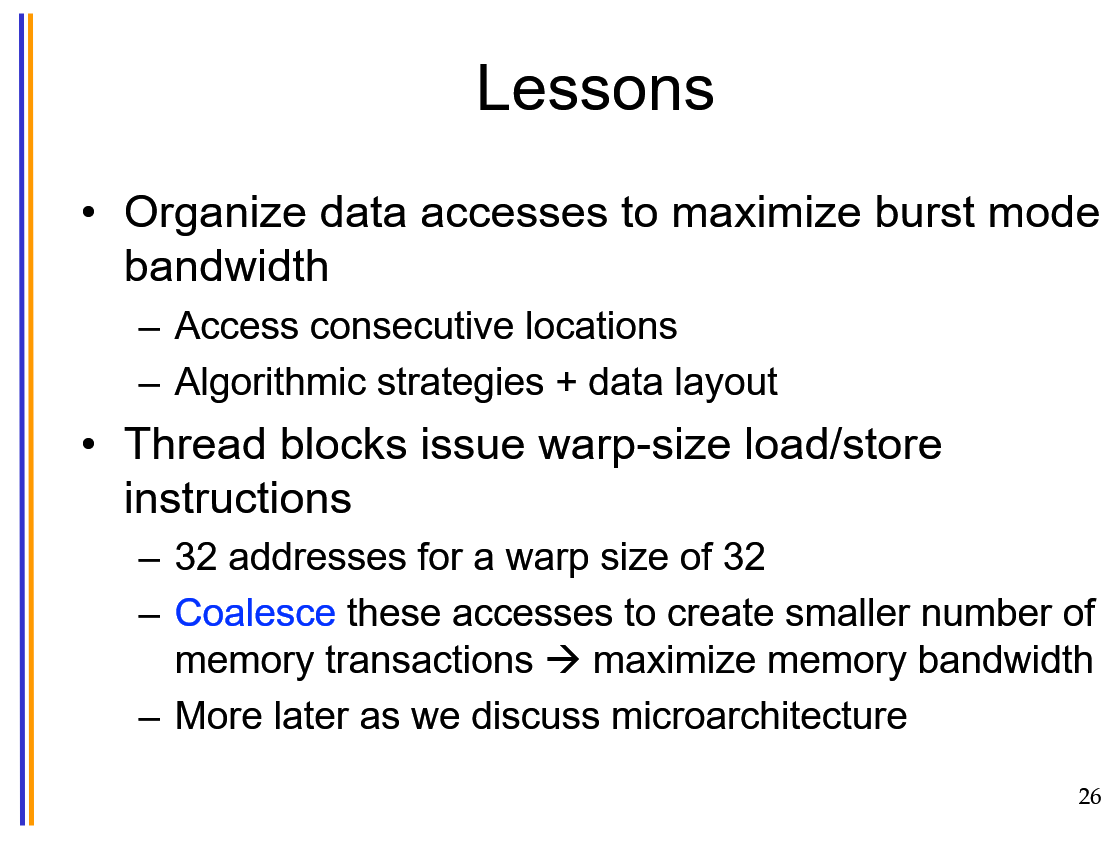 Lessons
• Organize data accesses to maximize burst mode
bandwidth
– Access consecutive locations
– Algorithmic strategies + data layout
• Thread blocks issue warp-size load/store
instructions
– 32 addresses for a warp size of 32
– Coalesce these accesses to create smaller number of
memory transactions → maximize memory bandwidth
– More later as we discuss microarchitecture
26